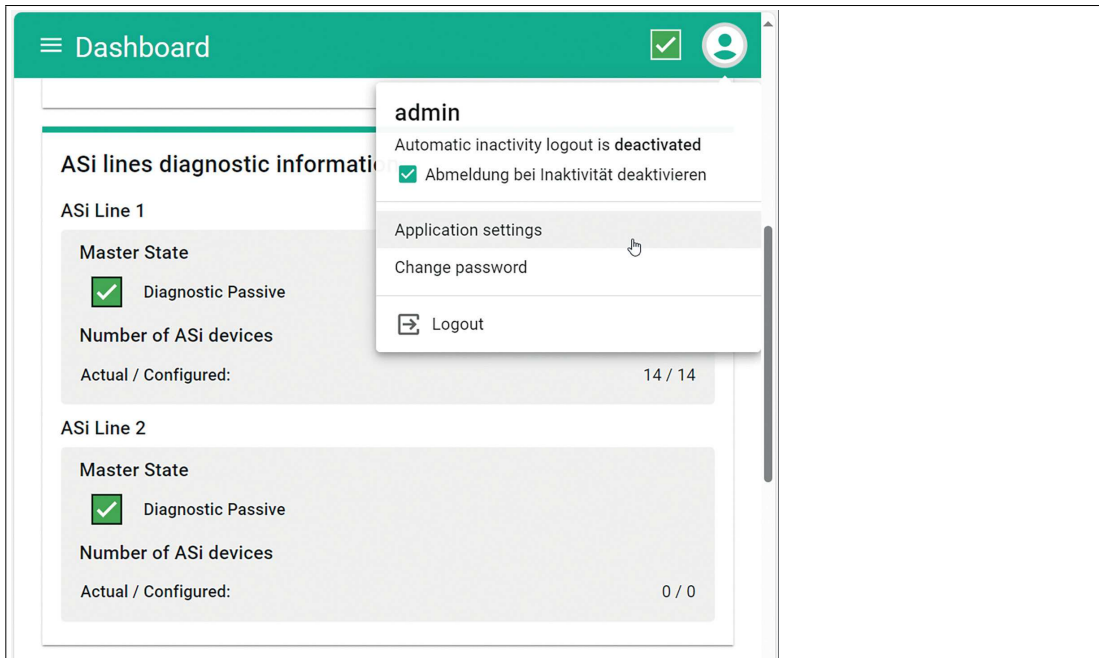 Dashboard
admin
Automatic inactivity logout is deactivated
Abmeldung bei Inaktivität deaktivieren
Application settings
Change password
Logout
ASi lines diagnostic informatio
ASi Line 1
Master State
Diagnostic Passive
Number of ASi devices
Actual / Configured: 14 / 14
ASi Line 2
Master State
Diagnostic Passive
Number of ASi devices
Actual / Configured: 0 / 0